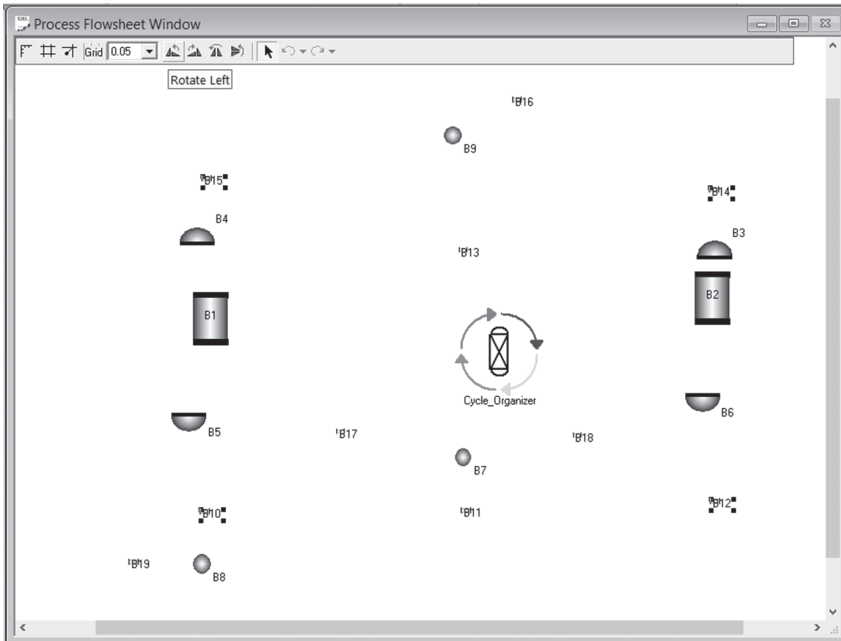 Process Flowsheet Window
Grid 0.05
Rotate Left
B16
B9
B15
B14
B4
B3
B13
B2
B1
Cycle_Organizer
B6
B5
B17
B18
B7
B10
B11
B12
B19
B8